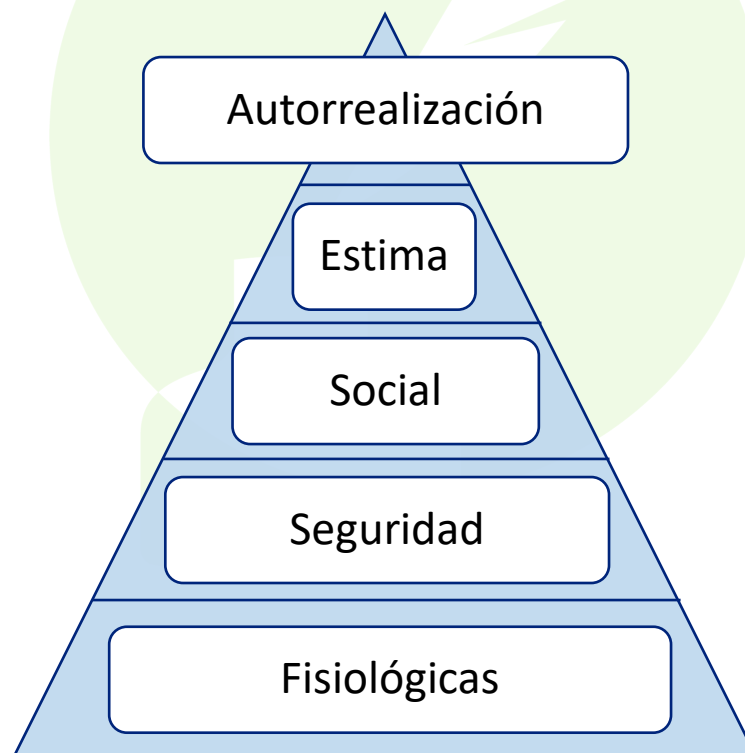 Autorrealización
Estima
Social
Seguridad
Fisiológicas